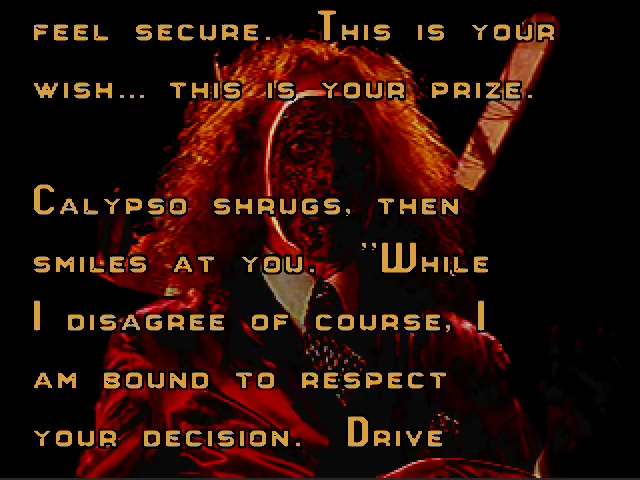 FEEL SECURE. THIS IS YOUR
WISH... THIS IS YOUR PRIZE.
CALYPSO SHRUGS, THEN
SMILES AT YOU. "WHILE
I DISAGREE OF COURSE, I
AM BOUND TO RESPECT
YOUR DECISION. DRIVE